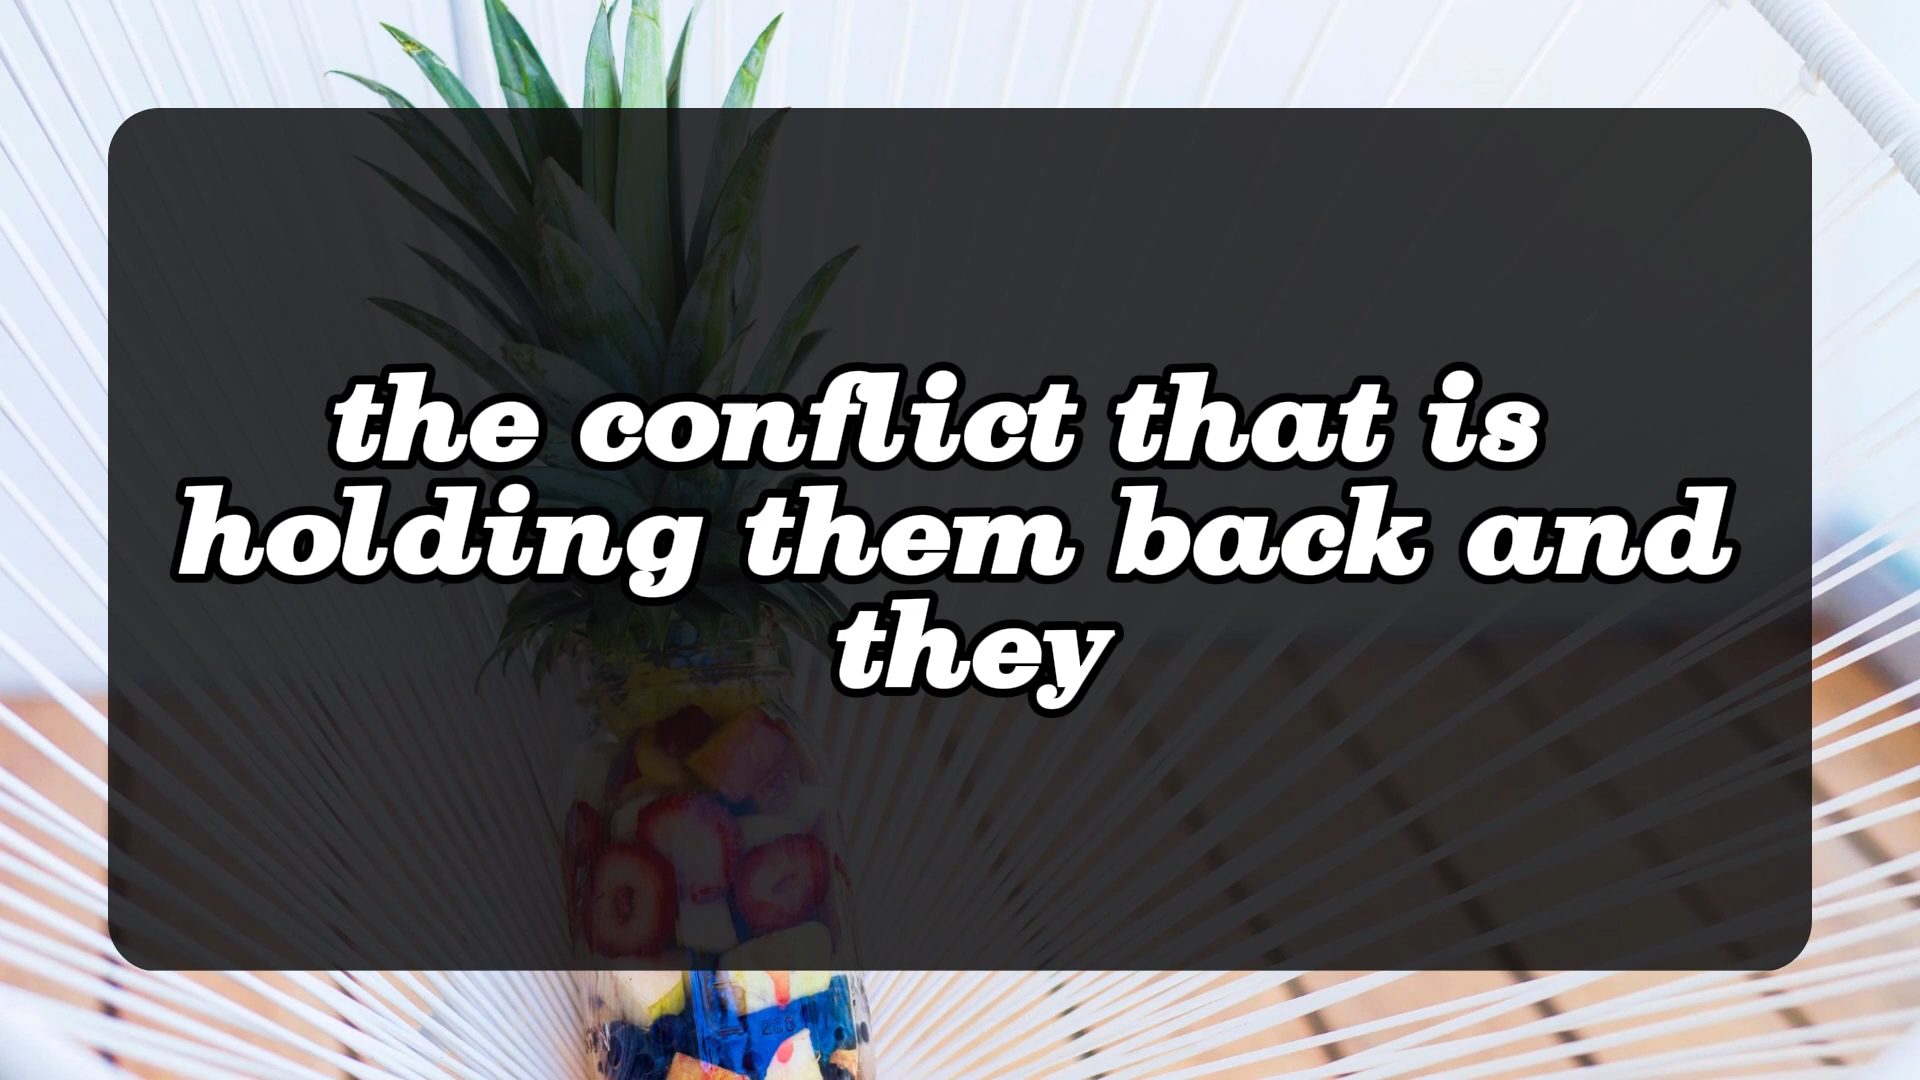 the conflict that is
holding them back and
they